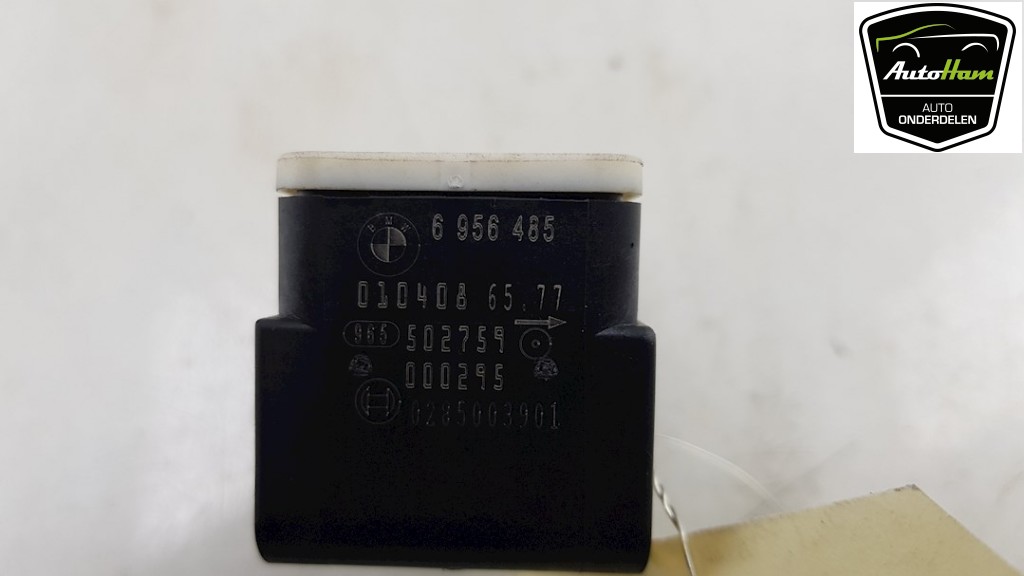 AutoHam
AUTO
ONDERDELEN
BMW
6 956 485
010408 65.77
965 502759
000295
0285003901